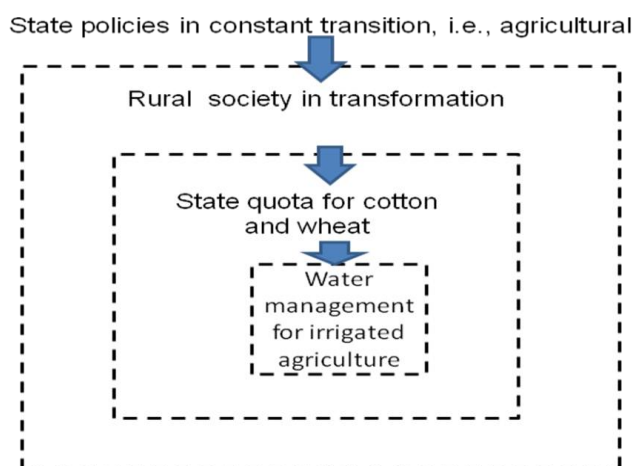 State policies in constant transition, i.e., agricultural
Rural society in transformation
State quota for cotton
and wheat
Water
management
for irrigated
agriculture